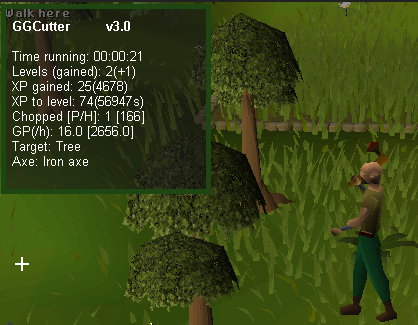 Walk here
GGCutter v3.0
Time running: 00:00:21
Levels (gained): 2(+1)
XP gained: 25(4678)
XP to level: 74(56947s)
Chopped [P/H]: 1 [166]
GP(/h): 16.0 [2656.0]
Target: Tree
Axe: Iron axe